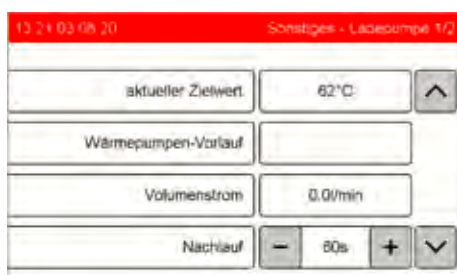 13:21 03.08.20 Sonstiges - Ladepumpe 1/2
aktueller Zielwert 62°C
Wärmepumpen-Vorlauf
Volumenstrom 0.0l/min
Nachlauf − 60s +